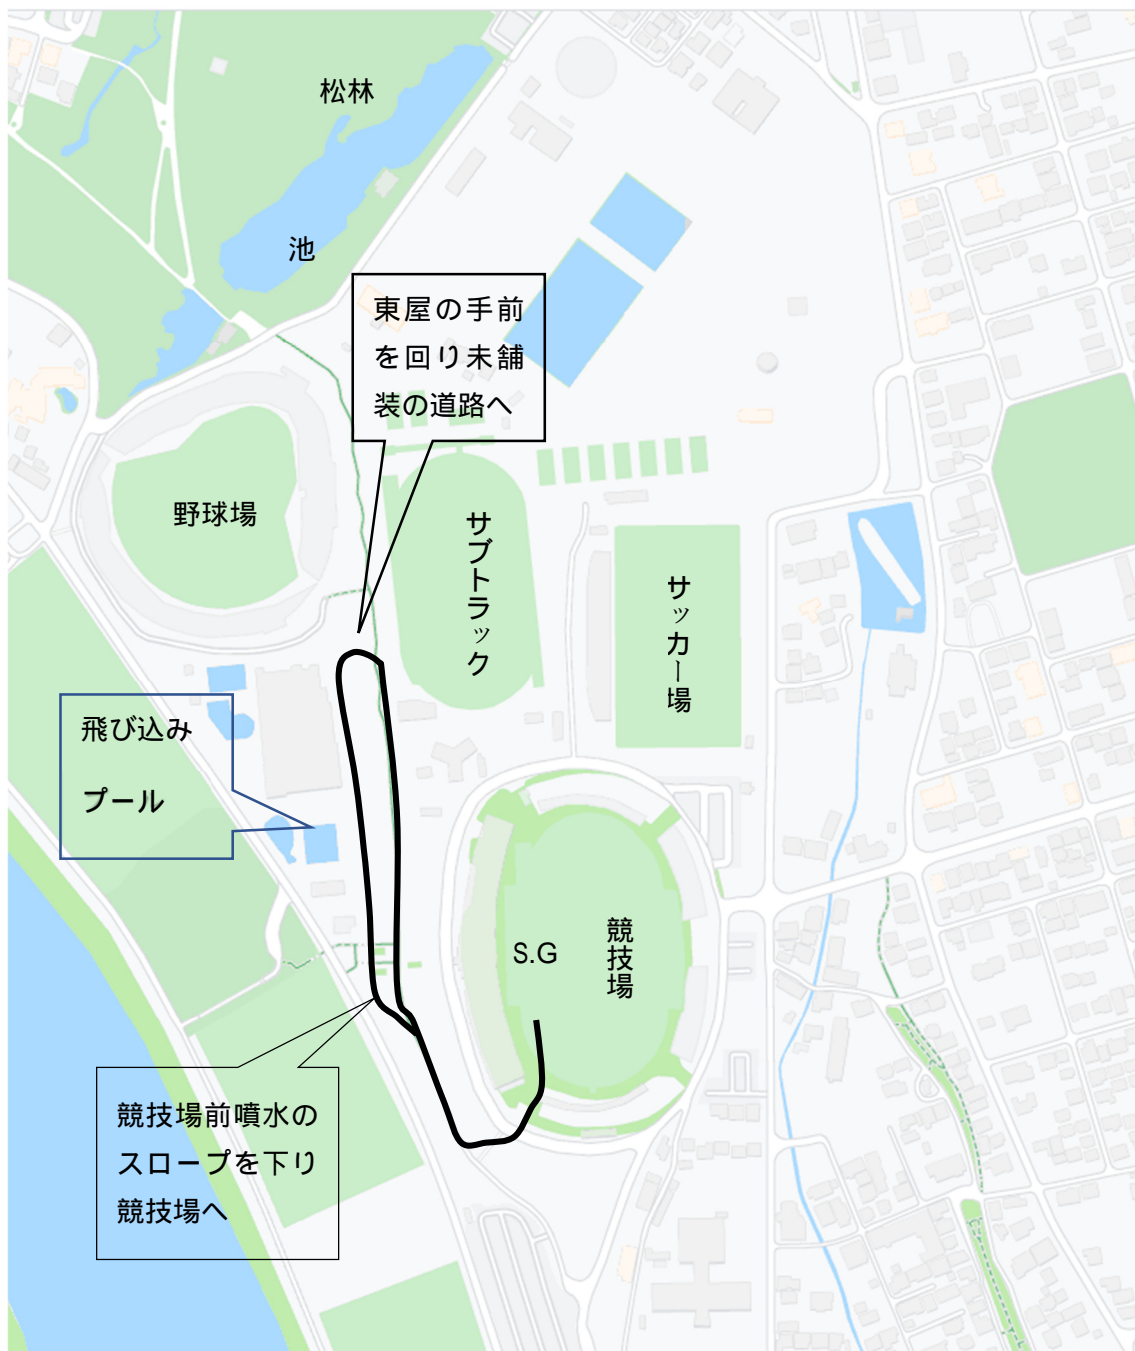 松林
池
東屋の手前
を回り未舗
装の道路へ
野球場
サブトラック
サッカー場
飛び込み
プール
S.G
競技場
競技場前噴水の
スロープを下り
競技場へ